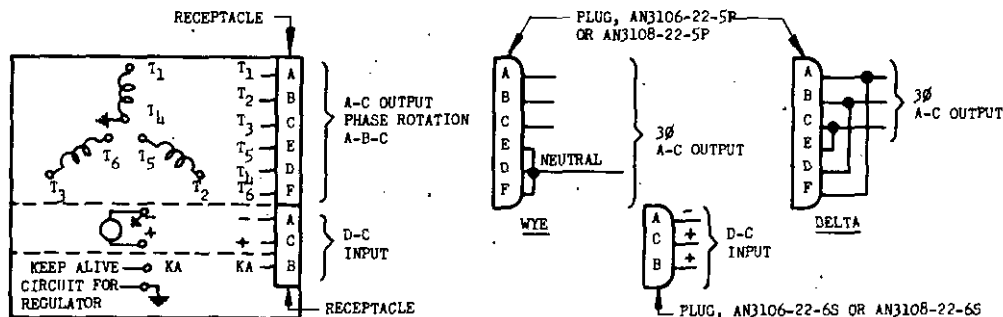 RECEPTACLE
T1
T4
T6 T5
T3 T2
T1 A
T2 B
T3 C
T5 E
T4 D
T6 F
A-C OUTPUT
PHASE ROTATION
A-B-C
- - A
+ + C
KEEP ALIVE KA KA B
CIRCUIT FOR
REGULATOR
D-C
INPUT
RECEPTACLE
PLUG, AN3106-22-5P
OR AN3108-22-5P
A
B
C
E
D
F
NEUTRAL
3Ø
A-C OUTPUT
WYE
A -
C +
B +
D-C
INPUT
PLUG, AN3106-22-6S OR AN3108-22-6S
A
B
C
E
D
F
3Ø
A-C OUTPUT
DELTA